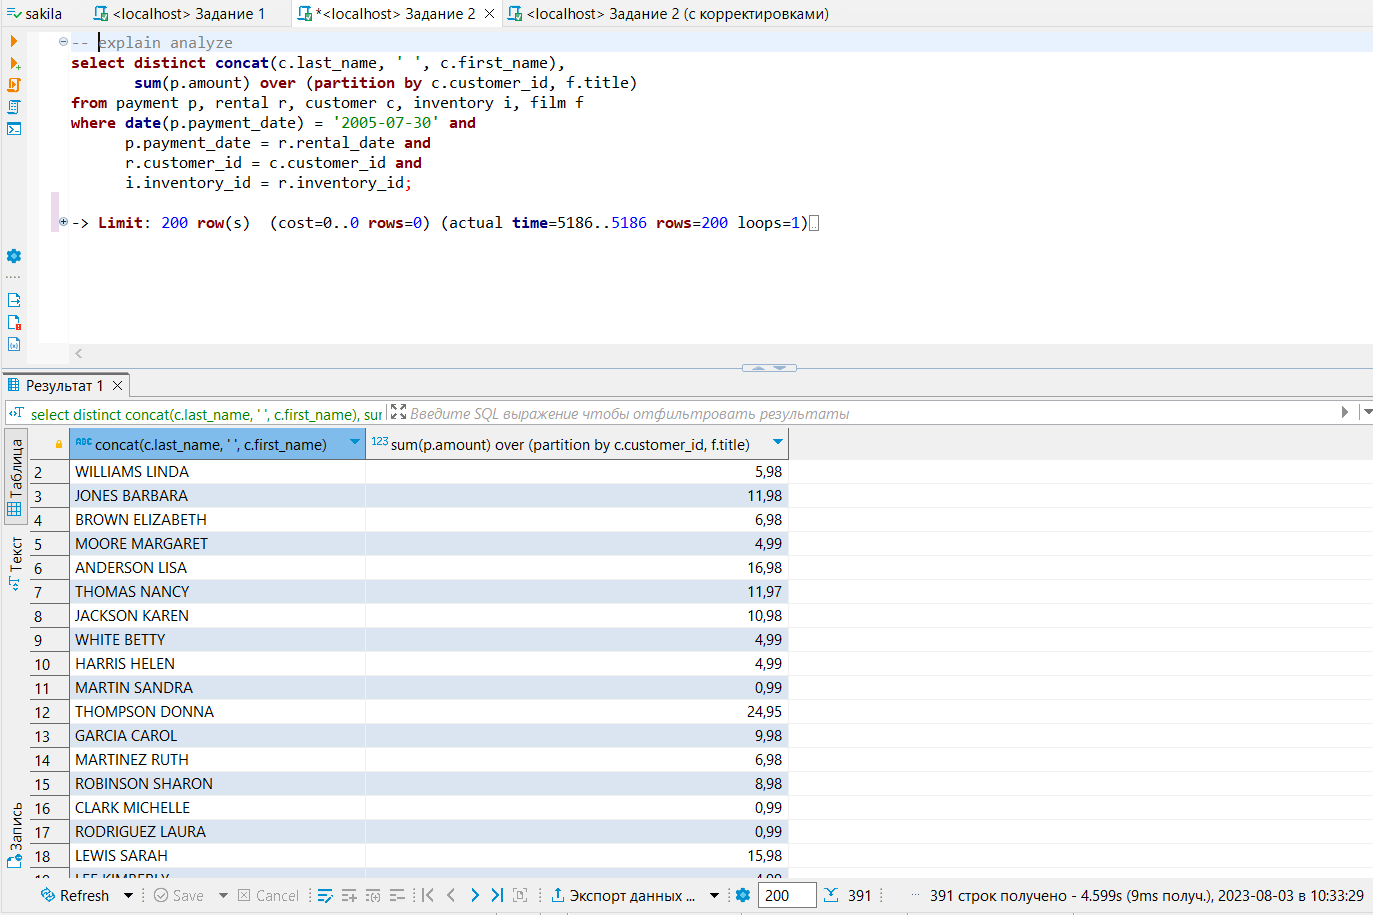 sakila
<localhost> Задание 1
*<localhost> Задание 2
<localhost> Задание 2 (с корректировками)
-- explain analyze
select distinct concat(c.last_name, ' ', c.first_name),
sum(p.amount) over (partition by c.customer_id, f.title)
from payment p, rental r, customer c, inventory i, film f
where date(p.payment_date) = '2005-07-30' and
p.payment_date = r.rental_date and
r.customer_id = c.customer_id and
i.inventory_id = r.inventory_id;
-> Limit: 200 row(s)  (cost=0..0 rows=0) (actual time=5186..5186 rows=200 loops=1)..
Результат 1
select distinct concat(c.last_name, ' ', c.first_name), sur
Введите SQL выражение чтобы отфильтровать результаты
Таблица
Текст
Запись
ABC concat(c.last_name, ' ', c.first_name)
123 sum(p.amount) over (partition by c.customer_id, f.title)
2 WILLIAMS LINDA 5,98
3 JONES BARBARA 11,98
4 BROWN ELIZABETH 6,98
5 MOORE MARGARET 4,99
6 ANDERSON LISA 16,98
7 THOMAS NANCY 11,97
8 JACKSON KAREN 10,98
9 WHITE BETTY 4,99
10 HARRIS HELEN 4,99
11 MARTIN SANDRA 0,99
12 THOMPSON DONNA 24,95
13 GARCIA CAROL 9,98
14 MARTINEZ RUTH 6,98
15 ROBINSON SHARON 8,98
16 CLARK MICHELLE 0,99
17 RODRIGUEZ LAURA 0,99
18 LEWIS SARAH 15,98
Refresh
Save
Cancel
Экспорт данных ...
200
391
391 строк получено - 4.599s (9ms получ.), 2023-08-03 в 10:33:29